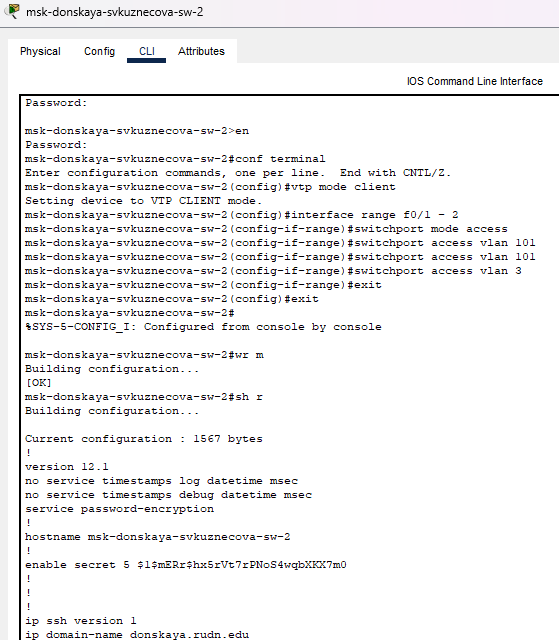 msk-donskaya-svkuznecova-sw-2
Physical Config CLI Attributes
IOS Command Line Interface
Password:
msk-donskaya-svkuznecova-sw-2>en
Password:
msk-donskaya-svkuznecova-sw-2#conf terminal
Enter configuration commands, one per line.  End with CNTL/Z.
msk-donskaya-svkuznecova-sw-2(config)#vtp mode client
Setting device to VTP CLIENT mode.
msk-donskaya-svkuznecova-sw-2(config)#interface range f0/1 - 2
msk-donskaya-svkuznecova-sw-2(config-if-range)#switchport mode access
msk-donskaya-svkuznecova-sw-2(config-if-range)#switchport access vlan 101
msk-donskaya-svkuznecova-sw-2(config-if-range)#switchport access vlan 101
msk-donskaya-svkuznecova-sw-2(config-if-range)#switchport access vlan 3
msk-donskaya-svkuznecova-sw-2(config-if-range)#exit
msk-donskaya-svkuznecova-sw-2(config)#exit
msk-donskaya-svkuznecova-sw-2#
%SYS-5-CONFIG_I: Configured from console by console
msk-donskaya-svkuznecova-sw-2#wr m
Building configuration...
[OK]
msk-donskaya-svkuznecova-sw-2#sh r
Building configuration...
Current configuration : 1567 bytes
!
version 12.1
no service timestamps log datetime msec
no service timestamps debug datetime msec
service password-encryption
!
hostname msk-donskaya-svkuznecova-sw-2
!
enable secret 5 $1$mERr$hx5rVt7rPNoS4wqbXKX7m0
!
!
!
ip ssh version 1
ip domain-name donskaya.rudn.edu